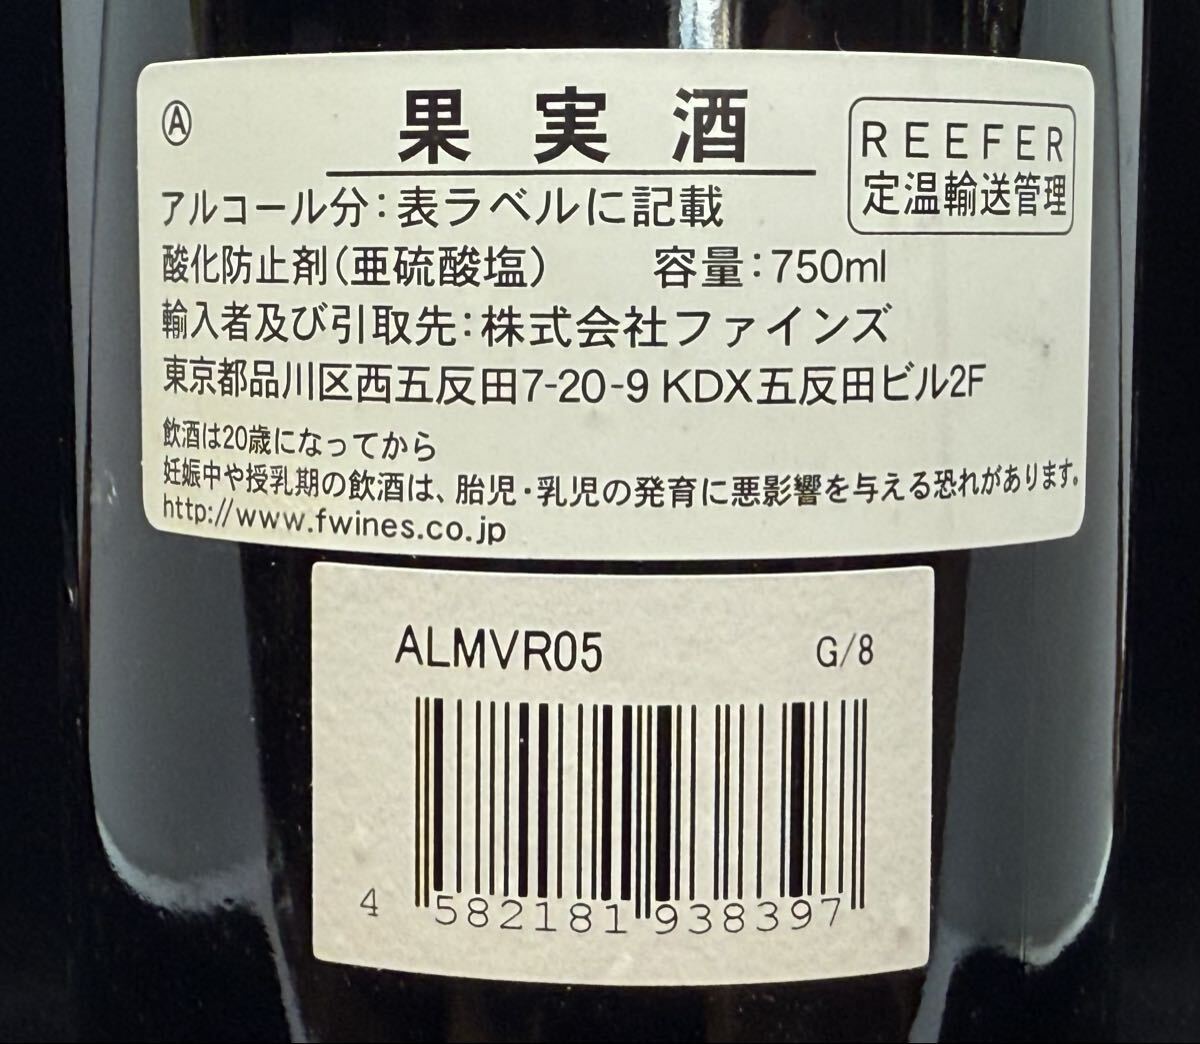 Ⓐ
果実酒
REEFER
定温輸送管理
アルコール分:表ラベルに記載
酸化防止剤(亜硫酸塩) 容量:750ml
輸入者及び引取先:株式会社ファインズ
東京都品川区西五反田7-20-9 KDX五反田ビル2F
飲酒は20歳になってから
妊娠中や授乳期の飲酒は、胎児・乳児の発育に悪影響を与える恐れがあります。
http://www.fwines.co.jp
ALMVR05 G/8
4 582181 938397